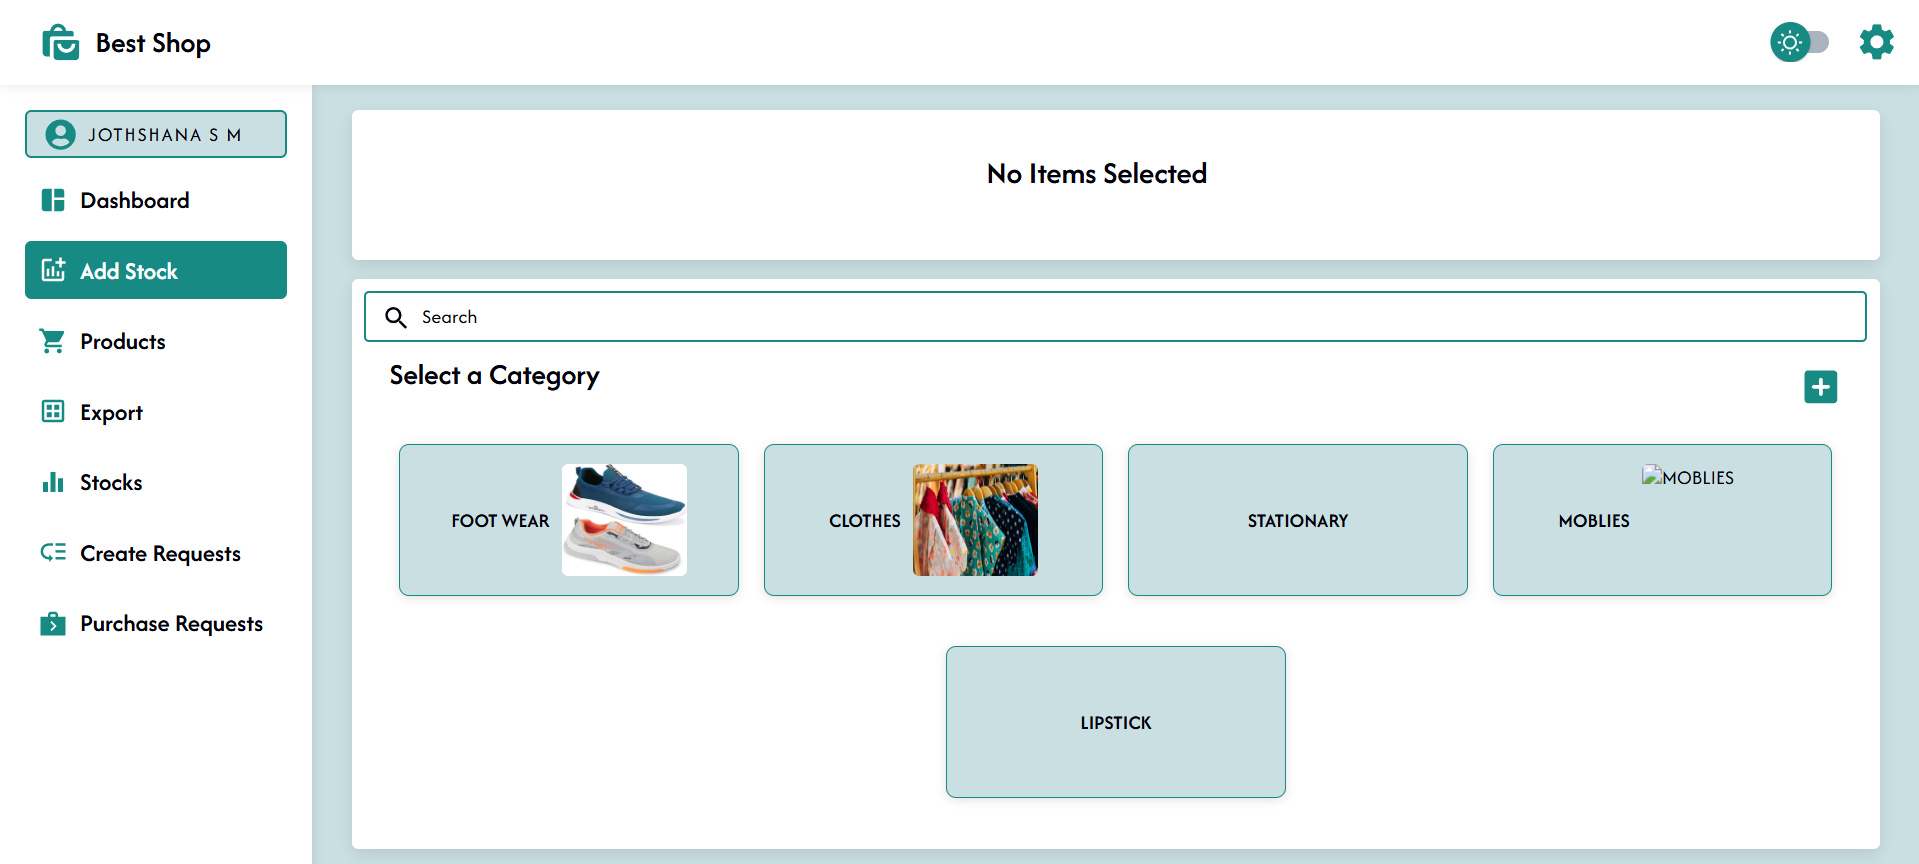 Best Shop
JOTHSHANA S M
Dashboard
Add Stock
Products
Export
Stocks
Create Requests
Purchase Requests
No Items Selected
Search
Select a Category
FOOT WEAR
CLOTHES
STATIONARY
MOBLIES
MOBLIES
LIPSTICK